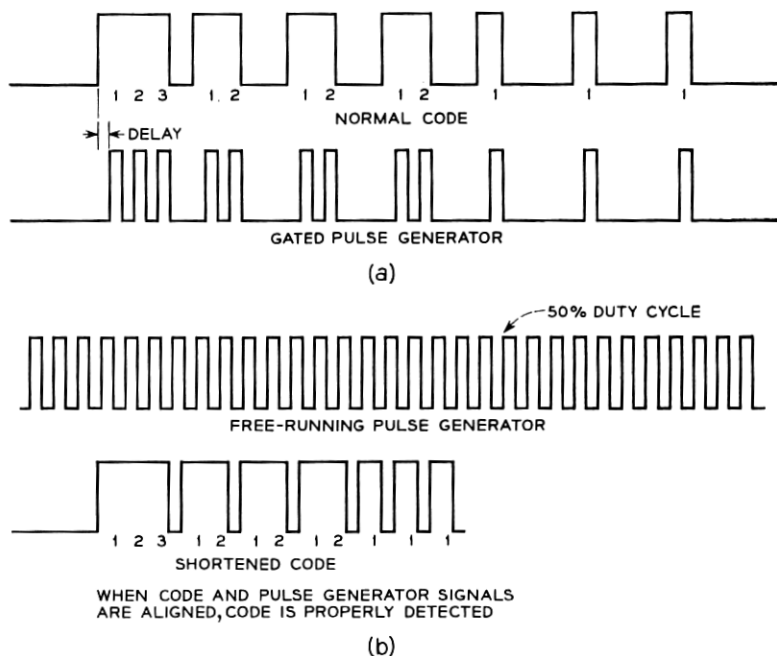 1 2 3 1. 2 1 2 1 2 1 1 1
NORMAL CODE
DELAY
GATED PULSE GENERATOR
(a)
50% DUTY CYCLE
FREE-RUNNING PULSE GENERATOR
1 2 3 1 2 1 2 1 2 1 1 1
SHORTENED CODE
WHEN CODE AND PULSE GENERATOR SIGNALS
ARE ALIGNED, CODE IS PROPERLY DETECTED
(b)